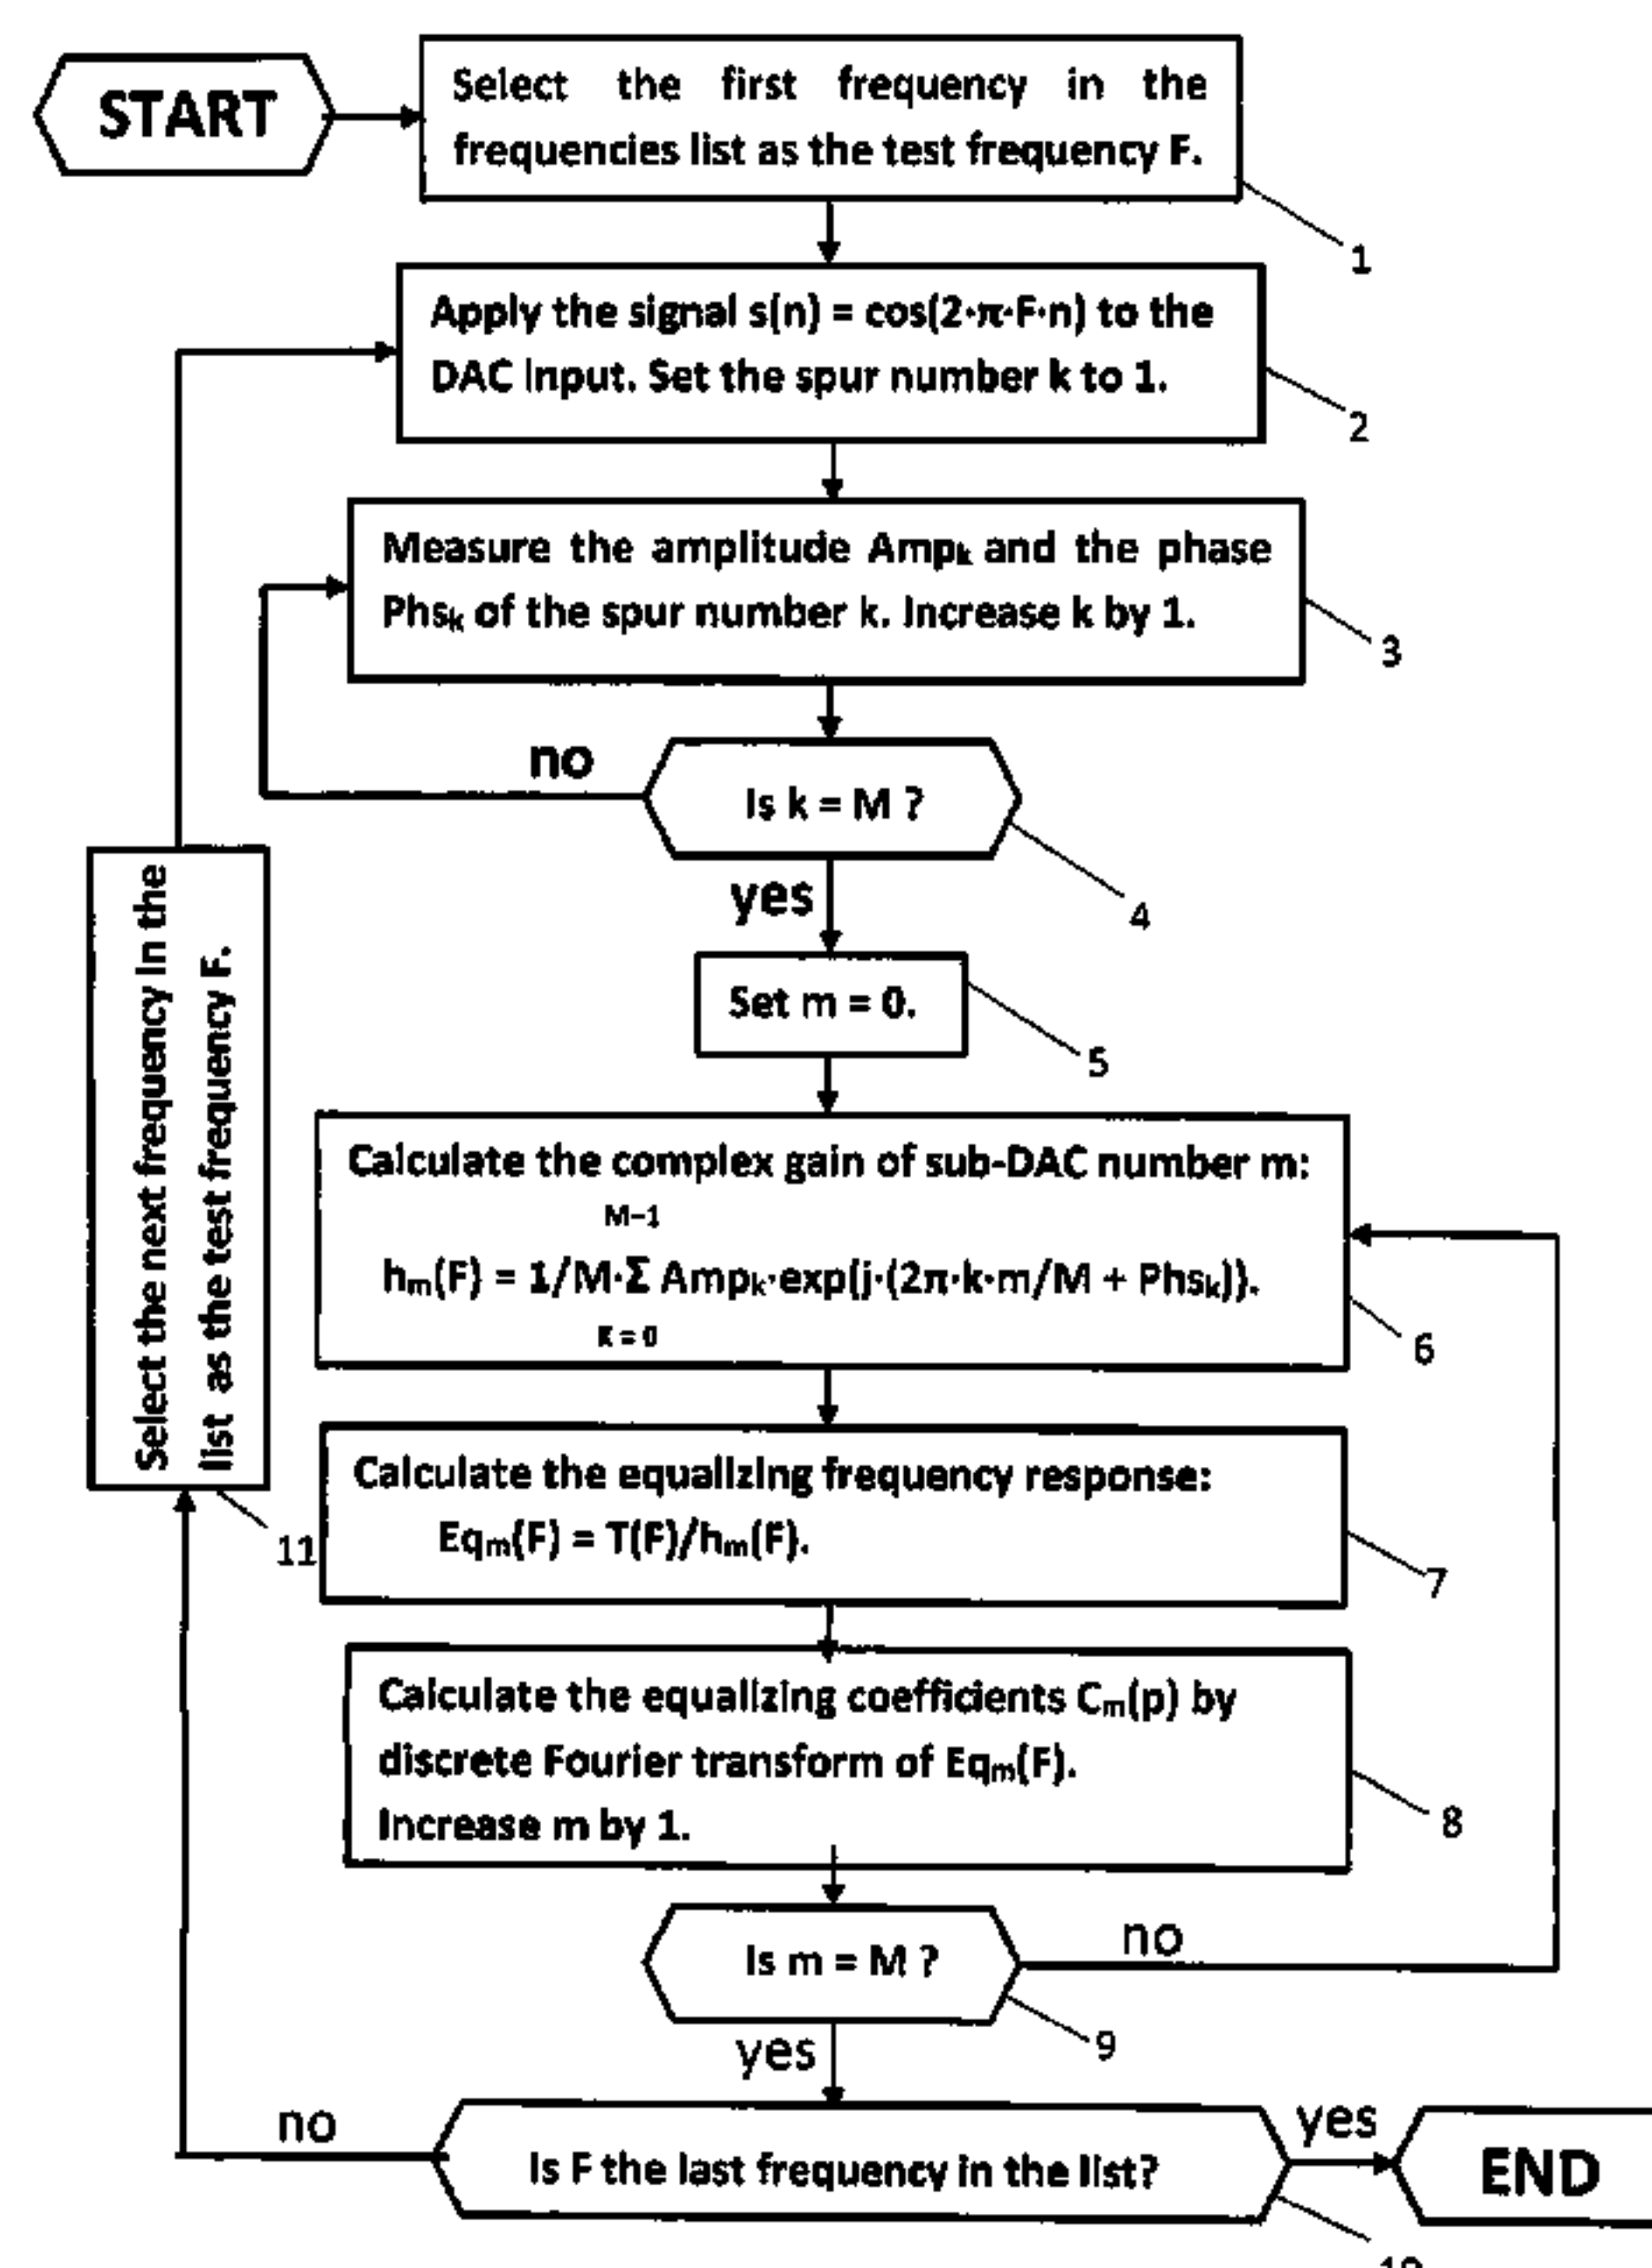 START
Select the first frequency in the
frequencies list as the test frequency F.
1
Apply the signal s(n) = cos(2·π·F·n) to the
DAC input. Set the spur number k to 1.
2
Measure the amplitude Ampₖ and the phase
Phsₖ of the spur number k. Increase k by 1.
3
no
Is k = M ?
4
yes
Set m = 0.
5
Calculate the complex gain of sub-DAC number m:
M–1
hₘ(F) = 1/M·Σ Ampₖ·exp(j·(2π·k·m/M + Phsₖ)).
K = 0
6
Calculate the equalizing frequency response:
Eqₘ(F) = T(F)/hₘ(F).
7
Calculate the equalizing coefficients Cₘ(p) by
discrete Fourier transform of Eqₘ(F).
Increase m by 1.
8
Is m = M ?
no
9
yes
Is F the last frequency in the list?
yes
END
no
Select the next frequency in the
list as the test frequency F.
11